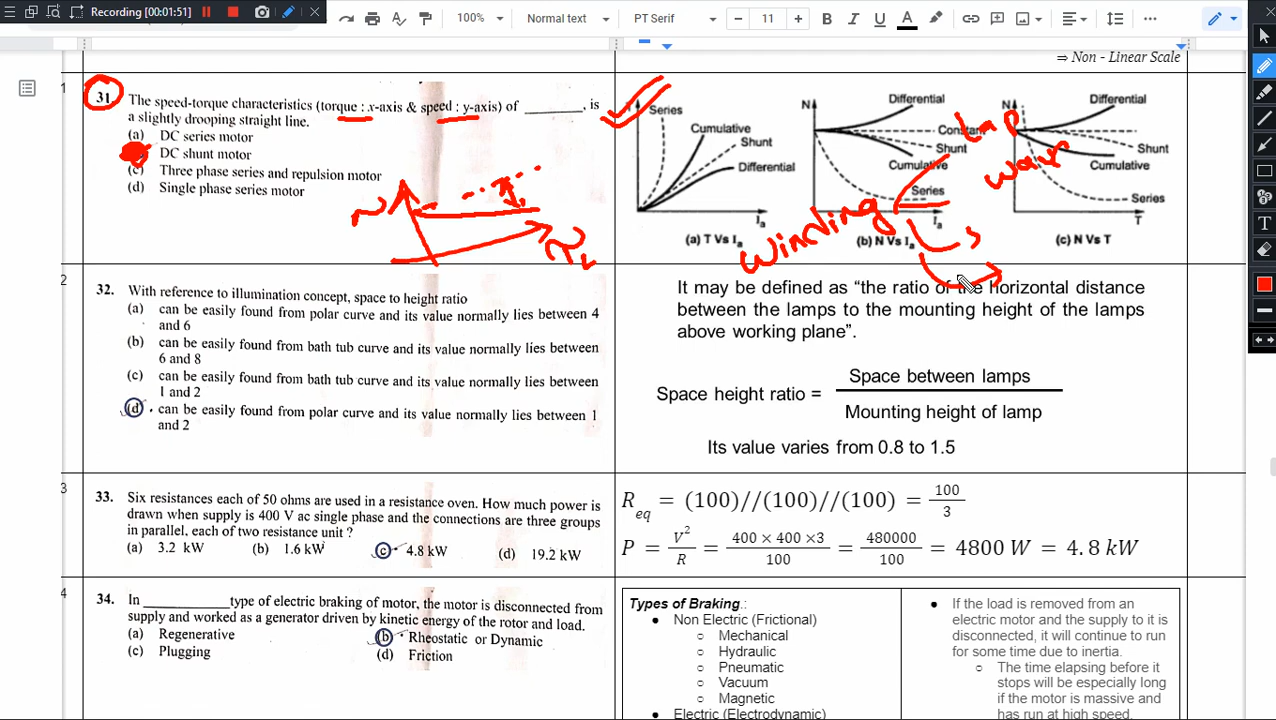 Recording [00:01:51]
100%
Normal text
PT Serif
11
B I U A
⇒ Non - Linear Scale
1
31
The speed-torque characteristics (torque : x-axis & speed : y-axis) of ________, is
a slightly drooping straight line.
(a) DC series motor
DC shunt motor
(c) Three phase series and repulsion motor
(d) Single phase series motor
N
Series
Cumulative
Shunt
Differential
Ia
(a) T Vs Ia
N
Differential
Constant
Shunt
Cumulative
Series
Ia
(b) N Vs Ia
N
Differential
Shunt
Cumulative
Series
T
(c) N Vs T
Lap
wave
winding
2
32. With reference to illumination concept, space to height ratio
(a) can be easily found from polar curve and its value normally lies between 4
and 6
(b) can be easily found from bath tub curve and its value normally lies between
6 and 8
(c) can be easily found from bath tub curve and its value normally lies between
1 and 2
(d) can be easily found from polar curve and its value normally lies between 1
and 2
It may be defined as “the ratio of the horizontal distance
between the lamps to the mounting height of the lamps
above working plane”.
Space height ratio = Space between lamps
Mounting height of lamp
Its value varies from 0.8 to 1.5
3
33. Six resistances each of 50 ohms are used in a resistance oven. How much power is
drawn when supply is 400 V ac single phase and the connections are three groups
in parallel, each of two resistance unit ?
(a) 3.2 kW (b) 1.6 kW (c) 4.8 kW (d) 19.2 kW
Req = (100)//(100)//(100) = 100/3
P = V²/R = 400 × 400 ×3/100 = 480000/100 = 4800 W = 4.8 kW
4
34. In __________type of electric braking of motor, the motor is disconnected from
supply and worked as a generator driven by kinetic energy of the rotor and load.
(a) Regenerative (b) Rheostatic or Dynamic
(c) Plugging (d) Friction
Types of Braking.:
● Non Electric (Frictional)
○ Mechanical
○ Hydraulic
○ Pneumatic
○ Vacuum
○ Magnetic
● Electric (Electrodynamic)
● If the load is removed from an
electric motor and the supply to it is
disconnected, it will continue to run
for some time due to inertia.
○ The time elapsing before it
stops will be especially long
if the motor is massive and
has run at high speed.